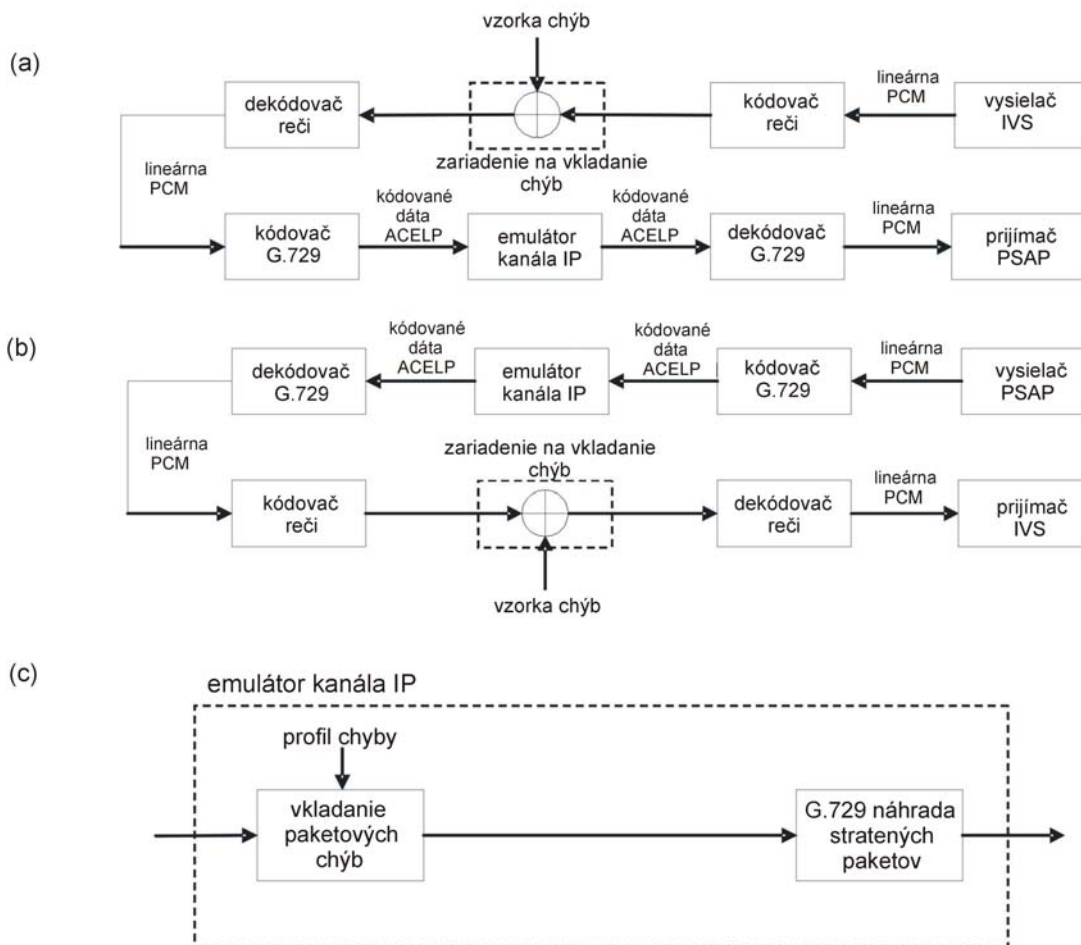 (a)
vzorka chýb
dekódovač
reči
kódovač
reči
lineárna
PCM
vysielač
IVS
zariadenie na vkladanie
chýb
lineárna
PCM
kódovač
G.729
kódované
dáta
ACELP
emulátor
kanála IP
kódované
dáta
ACELP
dekódovač
G.729
lineárna
PCM
prijímač
PSAP
(b)
dekódovač
G.729
kódované
dáta
ACELP
emulátor
kanála IP
kódované
dáta
ACELP
kódovač
G.729
lineárna
PCM
vysielač
PSAP
lineárna
PCM
zariadenie na vkladanie
chýb
kódovač
reči
dekódovač
reči
lineárna
PCM
prijímač
IVS
vzorka chýb
(c)
emulátor kanála IP
profil chyby
vkladanie
paketových
chýb
G.729 náhrada
stratených
paketov